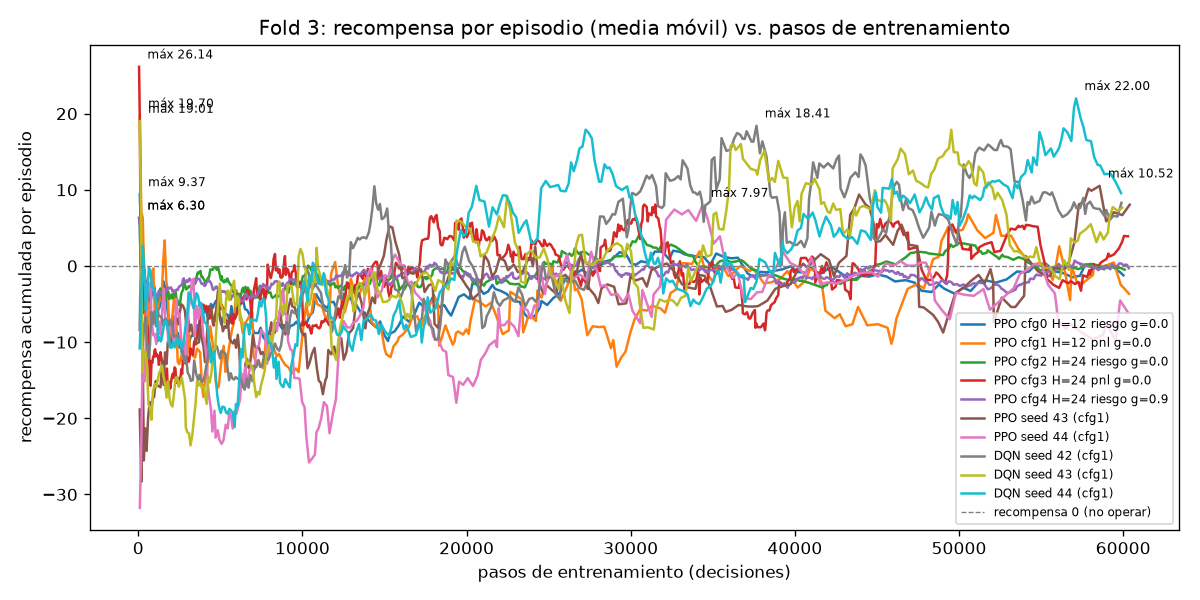 Fold 3: recompensa por episodio (media móvil) vs. pasos de entrenamiento
máx 26.14
máx 19.70
máx 19.01
máx 9.37
máx 6.30
máx 7.97
máx 18.41
máx 22.00
máx 10.52
recompensa acumulada por episodio
20
10
0
−10
−20
−30
0
10000
20000
30000
40000
50000
60000
pasos de entrenamiento (decisiones)
PPO cfg0 H=12 riesgo g=0.0
PPO cfg1 H=12 pnl g=0.0
PPO cfg2 H=24 riesgo g=0.0
PPO cfg3 H=24 pnl g=0.0
PPO cfg4 H=24 riesgo g=0.9
PPO seed 43 (cfg1)
PPO seed 44 (cfg1)
DQN seed 42 (cfg1)
DQN seed 43 (cfg1)
DQN seed 44 (cfg1)
recompensa 0 (no operar)